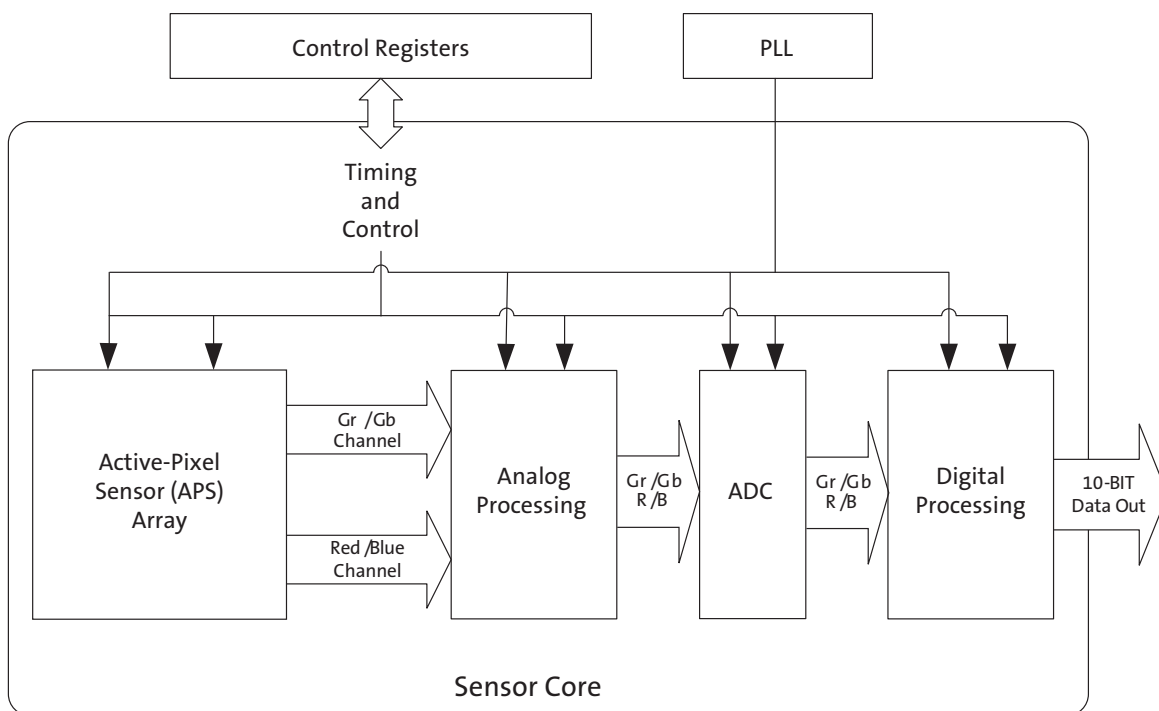 Control Registers
PLL
Timing
and
Control
Active-Pixel
Sensor (APS)
Array
Gr /Gb
Channel
Red /Blue
Channel
Analog
Processing
Gr /Gb
R /B
ADC
Gr /Gb
R /B
Digital
Processing
10-BIT
Data Out
Sensor Core